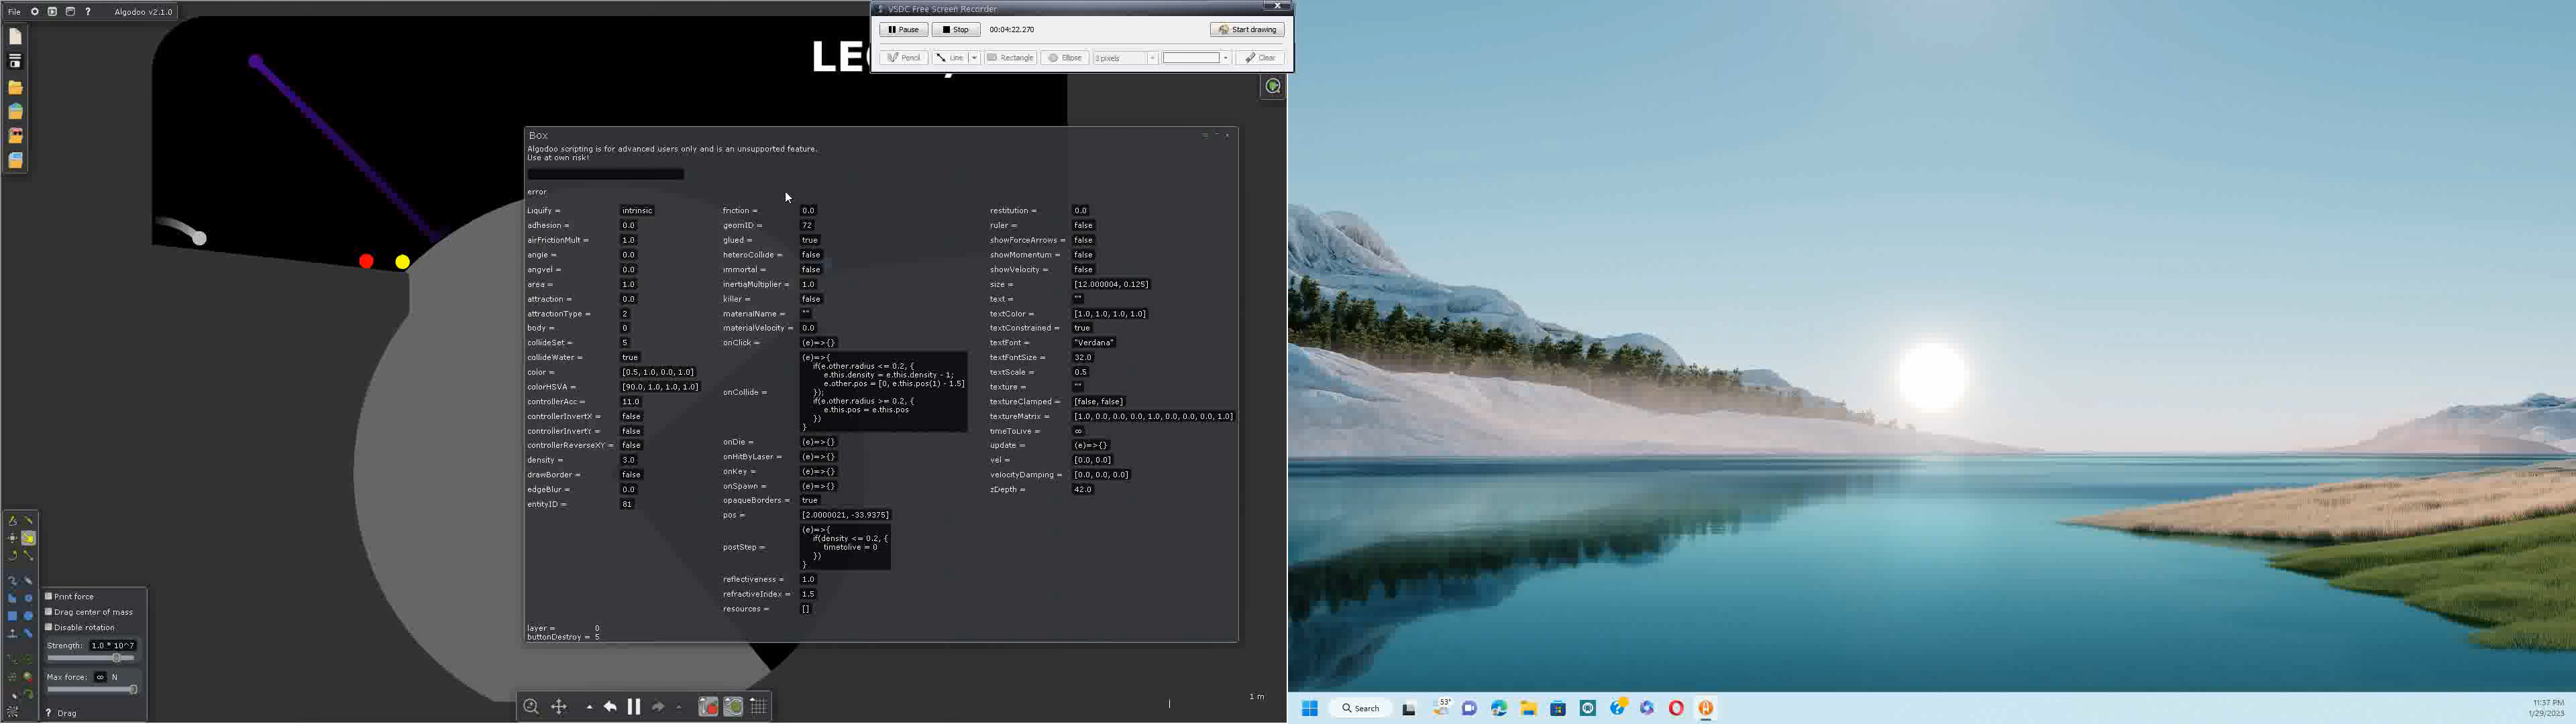 File ? Algodoo v2.1.0
VSDC Free Screen Recorder
Pause Stop 00:04:22.270 Start drawing
Pencil Line Rectangle Ellipse 3 pixels Clear
Box
Algodoo scripting is for advanced users only and is an unsupported feature.
Use at own risk!
error
Liquify = intrinsic
adhesion = 0.0
airFrictionMult = 1.0
angle = 0.0
angvel = 0.0
area = 1.0
attraction = 0.0
attractionType = 2
body = 0
collideSet = 5
collideWater = true
color = [0.5, 1.0, 0.0, 1.0]
colorHSVA = [90.0, 1.0, 1.0, 1.0]
controllerAcc = 11.0
controllerInvertX = false
controllerInvertY = false
controllerReverseXY = false
density = 3.0
drawBorder = false
edgeBlur = 0.0
entityID = 81
friction = 0.0
geomID = 72
glued = true
heteroCollide = false
immortal = false
inertiaMultiplier = 1.0
killer = false
materialName = ""
materialVelocity = 0.0
onClick = (e)=>{}
onCollide =
(e)=>{
if(e.other.radius <= 0.2, {
e.this.density = e.this.density - 1;
e.other.pos = [0, e.this.pos(1) - 1.5]
});
if(e.other.radius >= 0.2, {
e.this.pos = e.this.pos
})
}
onDie = (e)=>{}
onHitByLaser = (e)=>{}
onKey = (e)=>{}
onSpawn = (e)=>{}
opaqueBorders = true
pos = [2.0000021, -33.9375]
postStep =
(e)=>{
if(density <= 0.2, {
timetolive = 0
})
}
reflectiveness = 1.0
refractiveIndex = 1.5
resources = []
restitution = 0.0
ruler = false
showForceArrows = false
showMomentum = false
showVelocity = false
size = [12.000004, 0.125]
text = ""
textColor = [1.0, 1.0, 1.0, 1.0]
textConstrained = true
textFont = "Verdana"
textFontSize = 32.0
textScale = 0.5
texture = ""
textureClamped = [false, false]
textureMatrix = [1.0, 0.0, 0.0, 0.0, 1.0, 0.0, 0.0, 0.0, 1.0]
timeToLive = ∞
update = (e)=>{}
vel = [0.0, 0.0]
velocityDamping = [0.0, 0.0, 0.0]
zDepth = 42.0
layer = 0
buttonDestroy = 5
Print force
Drag center of mass
Disable rotation
Strength: 1.0 * 10^7
Max force: ∞ N
? Drag
1 m
Search
53°
11:37 PM
1/29/2023